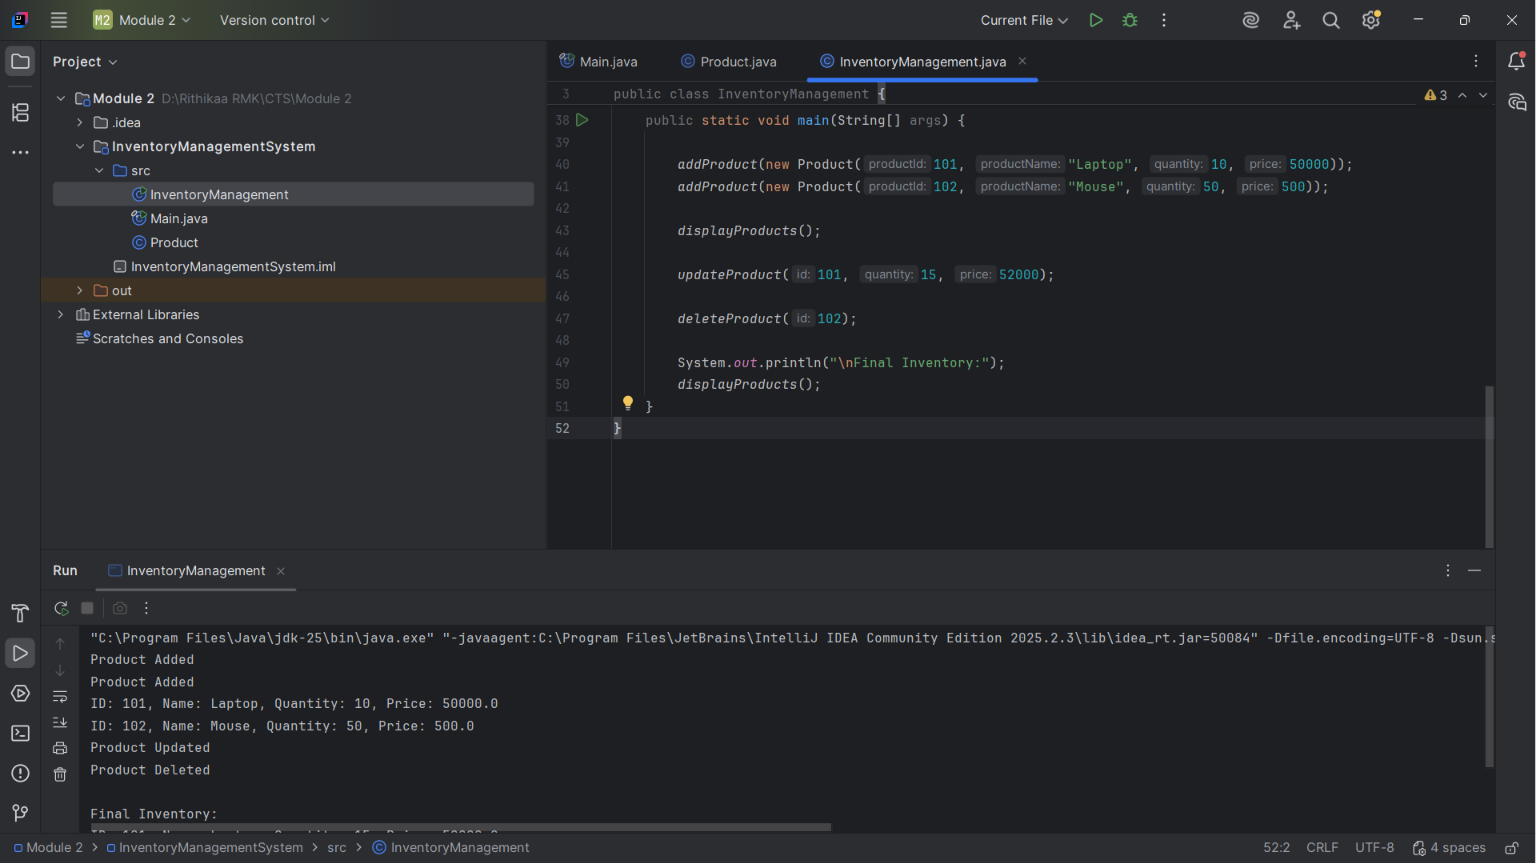 M2 Module 2 Version control Current File
Project
Main.java Product.java InventoryManagement.java
Module 2 D:\Rithikaa RMK\CTS\Module 2
.idea
InventoryManagementSystem
src
InventoryManagement
Main.java
Product
InventoryManagementSystem.iml
out
External Libraries
Scratches and Consoles
3 public class InventoryManagement { 3
38 public static void main(String[] args) {
39
40 addProduct(new Product( productId: 101, productName: "Laptop", quantity: 10, price: 50000));
41 addProduct(new Product( productId: 102, productName: "Mouse", quantity: 50, price: 500));
42
43 displayProducts();
44
45 updateProduct( id: 101, quantity: 15, price: 52000);
46
47 deleteProduct( id: 102);
48
49 System.out.println("\nFinal Inventory:");
50 displayProducts();
51 }
52 }
Run InventoryManagement
"C:\Program Files\Java\jdk-25\bin\java.exe" "-javaagent:C:\Program Files\JetBrains\IntelliJ IDEA Community Edition 2025.2.3\lib\idea_rt.jar=50084" -Dfile.encoding=UTF-8 -Dsun.s
Product Added
Product Added
ID: 101, Name: Laptop, Quantity: 10, Price: 50000.0
ID: 102, Name: Mouse, Quantity: 50, Price: 500.0
Product Updated
Product Deleted
Final Inventory:
Module 2 > InventoryManagementSystem > src > InventoryManagement 52:2 CRLF UTF-8 4 spaces